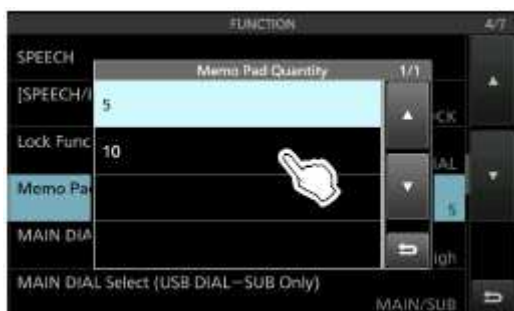 FUNCTION 4/7
SPEECH
Memo Pad Quantity 1/1
[SPEECH/
5
CK
Lock Func
10
IAL
Memo Pa
5
MAIN DIA
igh
MAIN DIAL Select (USB DIAL–SUB Only)
MAIN/SUB